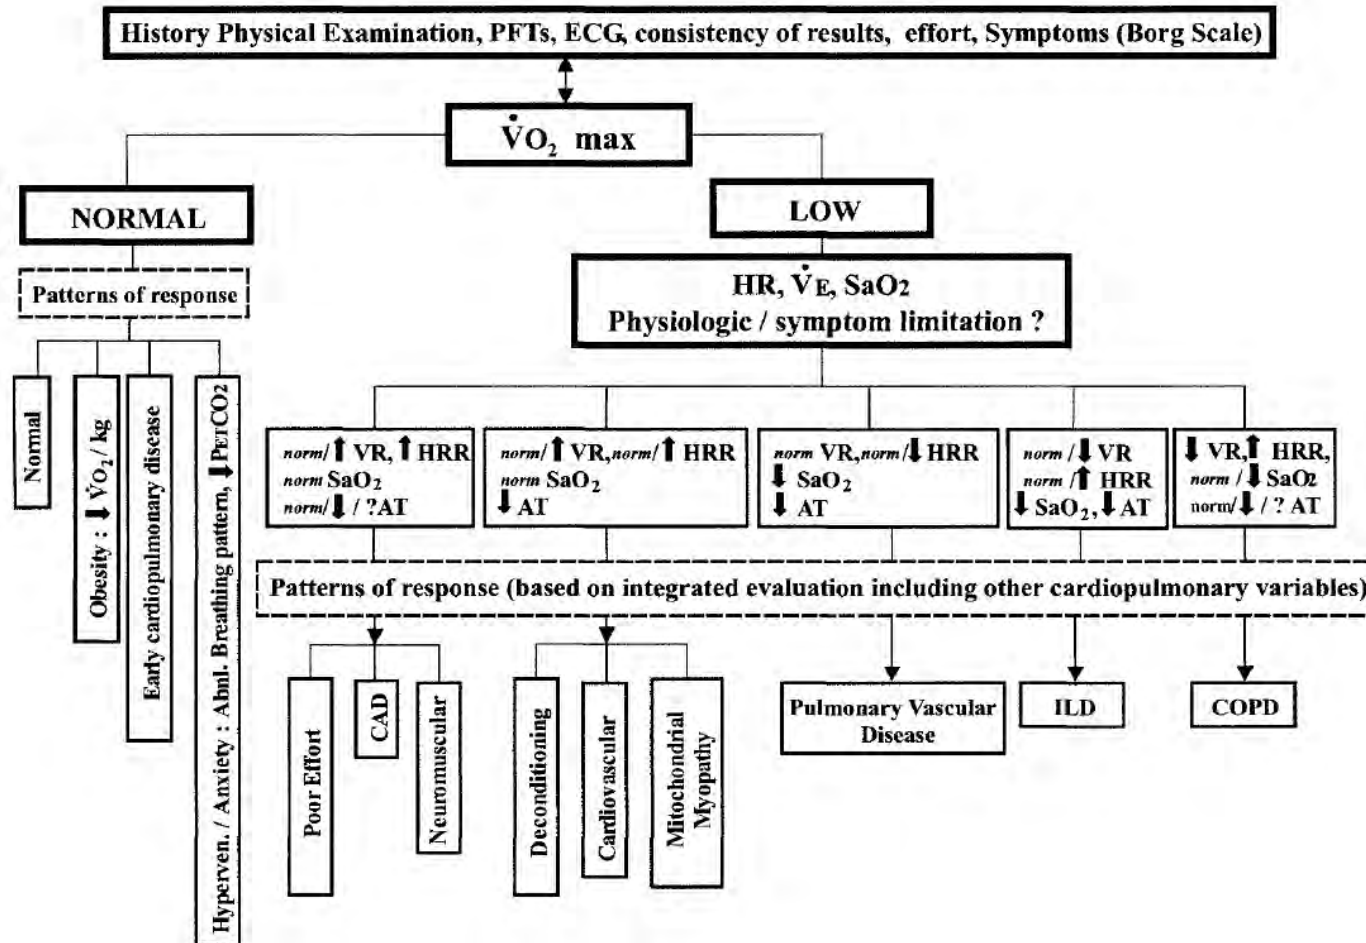 History Physical Examination, PFTs, ECG, consistency of results, effort, Symptoms (Borg Scale)
V̇O₂ max
NORMAL
LOW
Patterns of response
HR, V̇E, SaO₂
Physiologic / symptom limitation ?
Normal
Obesity : ⬇ V̇O₂ / kg
Early cardiopulmonary disease
Hyperven. / Anxiety : Abnl. Breathing pattern, ⬇PETCO2
norm/⬆ VR, ⬆ HRR
norm SaO₂
norm/⬇ / ?AT
norm/⬆ VR, norm/⬆ HRR
norm SaO₂
⬇ AT
norm VR, norm/⬇ HRR
⬇ SaO₂
⬇ AT
norm /⬇ VR
norm /⬆ HRR
⬇ SaO₂, ⬇ AT
⬇ VR, ⬆ HRR,
norm /⬇ SaO₂
norm/⬇ / ? AT
Patterns of response (based on integrated evaluation including other cardiopulmonary variables)
Poor Effort
CAD
Neuromuscular
Deconditioning
Cardiovascular
Mitochondrial
Myopathy
Pulmonary Vascular
Disease
ILD
COPD